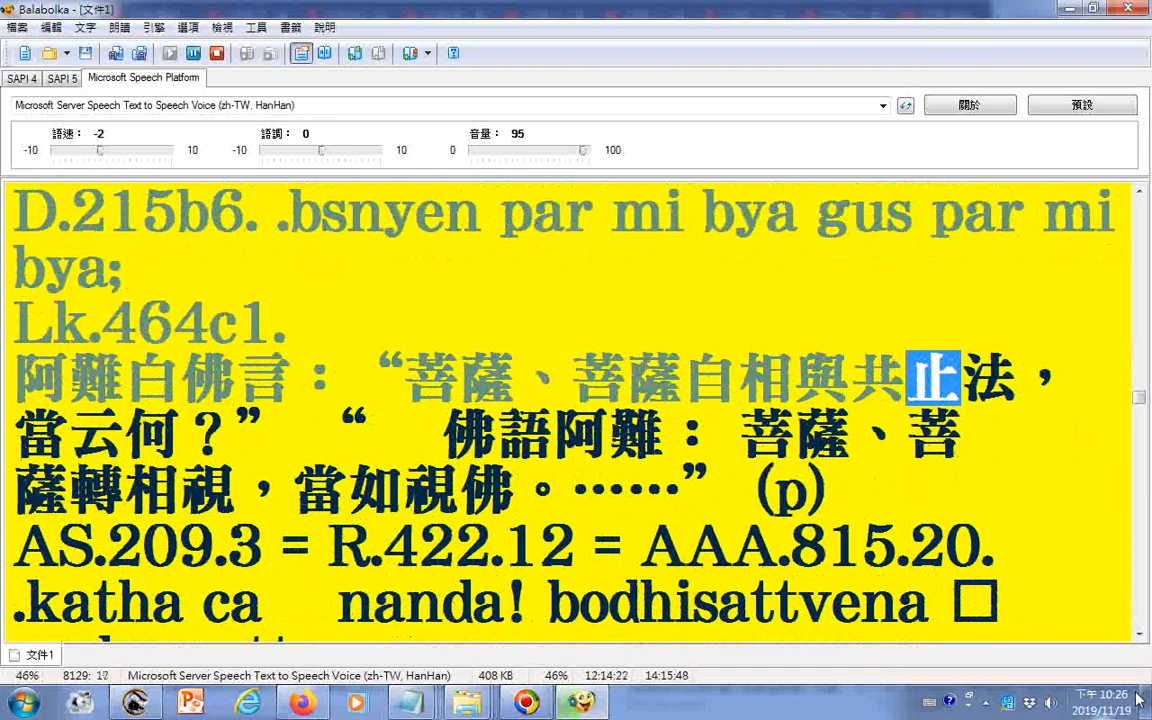 Balabolka - [文件1]
檔案 編輯 文字 朗讀 引擎 選項 檢視 工具 書籤 說明
SAPI 4 SAPI 5 Microsoft Speech Platform
Microsoft Server Speech Text to Speech Voice (zh-TW, HanHan) 關於 預設
語速： -2 語調： 0 音量： 95
-10 10 -10 10 0 100
D.215b6. .bsnyen par mi bya gus par mi
bya;
Lk.464c1.
阿難白佛言：“菩薩、菩薩自相與共止法，
當云何？” “ 佛語阿難： 菩薩、菩
薩轉相視，當如視佛。……” (p)
AS.209.3 = R.422.12 = AAA.815.20.
.katha ca nanda! bodhisattvena □
文件1
46% 8129: 17 Microsoft Server Speech Text to Speech Voice (zh-TW, HanHan) 408 KB 46% 12:14:22 14:15:48
下午 10:26
2019/11/19